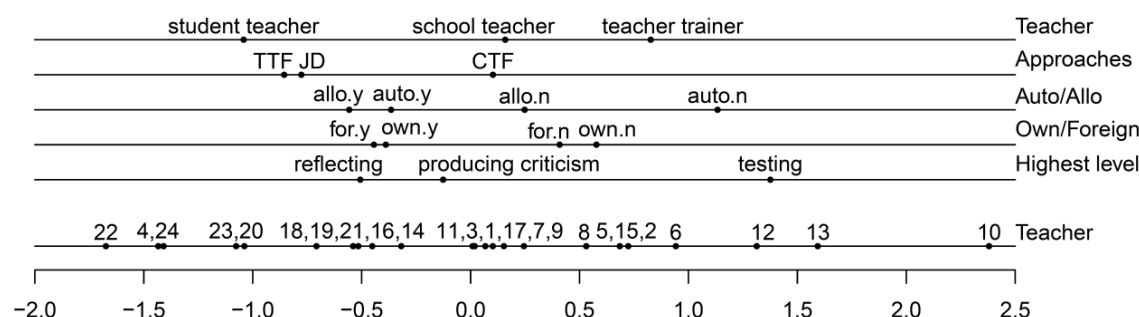 student teacher school teacher teacher trainer Teacher
TTF JD CTF Approaches
allo.y auto.y allo.n auto.n Auto/Allo
for.y own.y for.n own.n Own/Foreign
reflecting producing criticism testing Highest level
22 4,24 23,20 18,19,21,16,14 11,3,1,17,7,9 8 5,15,2 6 12 13 10 Teacher
−2.0 −1.5 −1.0 −0.5 0.0 0.5 1.0 1.5 2.0 2.5